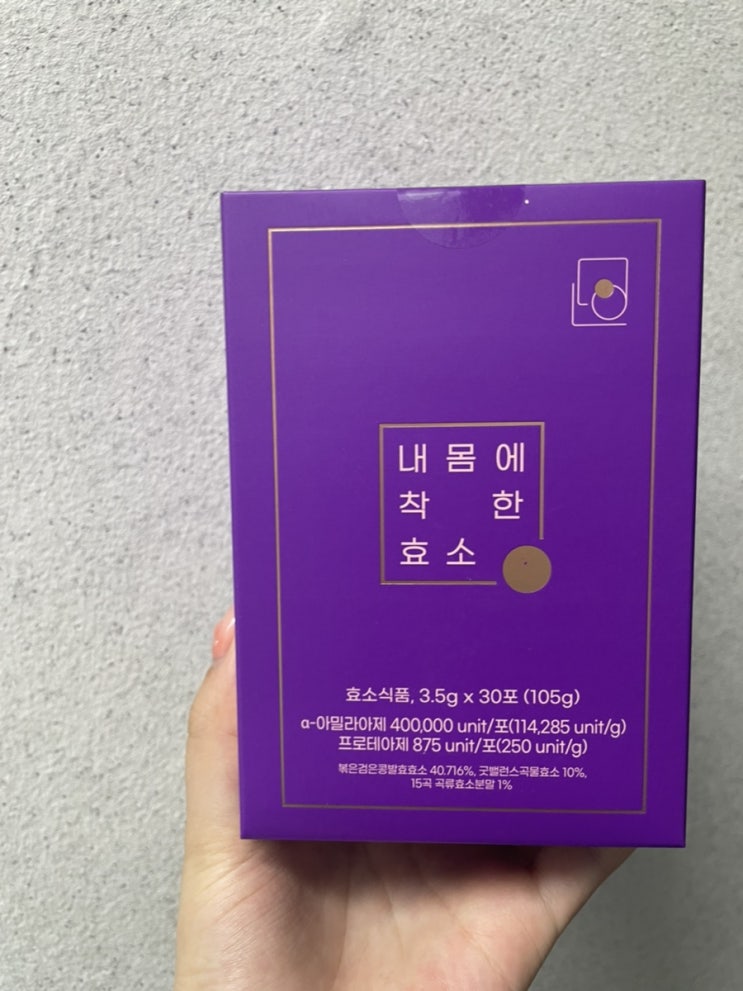 내 몸 에
착 한
효 소
효소식품, 3.5g x 30포 (105g)
α-아밀라아제 400,000 unit/포(114,285 unit/g)
프로테아제 875 unit/포(250 unit/g)
볶은검은콩발효효소 40.716%, 굿밸런스곡물효소 10%,
15곡 곡류효소분말 1%